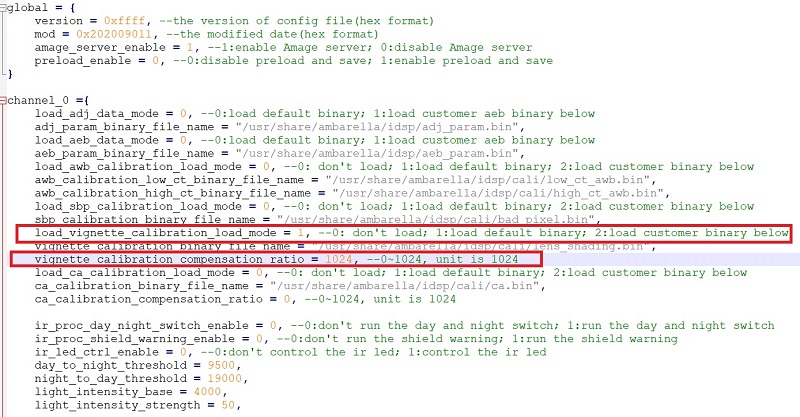 global = {
version = 0xffff, --the version of config file(hex format)
mod = 0x202009011, --the modified date(hex format)
amage_server_enable = 1, --1:enable Amage server; 0:disable Amage server
preload_enable = 0, --0:disable preload and save; 1:enable preload and save
}
channel_0 ={
load_adj_data_mode = 0, --0:load default binary; 1:load customer aeb binary below
adj_param_binary_file_name = "/usr/share/ambarella/idsp/adj_param.bin",
load_aeb_data_mode = 0, --0:load default binary; 1:load customer aeb binary below
aeb_param_binary_file_name = "/usr/share/ambarella/idsp/aeb_param.bin",
load_awb_calibration_load_mode = 0, --0: don't load; 1:load default binary; 2:load customer binary below
awb_calibration_low_ct_binary_file_name = "/usr/share/ambarella/idsp/cali/low_ct_awb.bin",
awb_calibration_high_ct_binary_file_name = "/usr/share/ambarella/idsp/cali/high_ct_awb.bin",
load_sbp_calibration_load_mode = 0, --0: don't load; 1:load default binary; 2:load customer binary below
sbp_calibration_binary_file_name = "/usr/share/ambarella/idsp/cali/bad_pixel.bin",
load_vignette_calibration_load_mode = 1, --0: don't load; 1:load default binary; 2:load customer binary below
vignette_calibration_binary_file_name = "/usr/share/ambarella/idsp/cali/lens_shading.bin",
vignette_calibration_compensation_ratio = 1024, --0~1024, unit is 1024
load_ca_calibration_load_mode = 0, --0: don't load; 1:load default binary; 2:load customer binary below
ca_calibration_binary_file_name = "/usr/share/ambarella/idsp/cali/ca.bin",
ca_calibration_compensation_ratio = 0, --0~1024, unit is 1024
ir_proc_day_night_switch_enable = 0, --0:don't run the day and night switch; 1:run the day and night switch
ir_proc_shield_warning_enable = 0, --0:don't run the shield warning; 1:run the shield warning
ir_led_ctrl_enable = 0, --0:don't control the ir led; 1:control the ir led
day_to_night_threshold = 9500,
night_to_day_threshold = 19000,
light_intensity_base = 4000,
light_intensity_strength = 50,